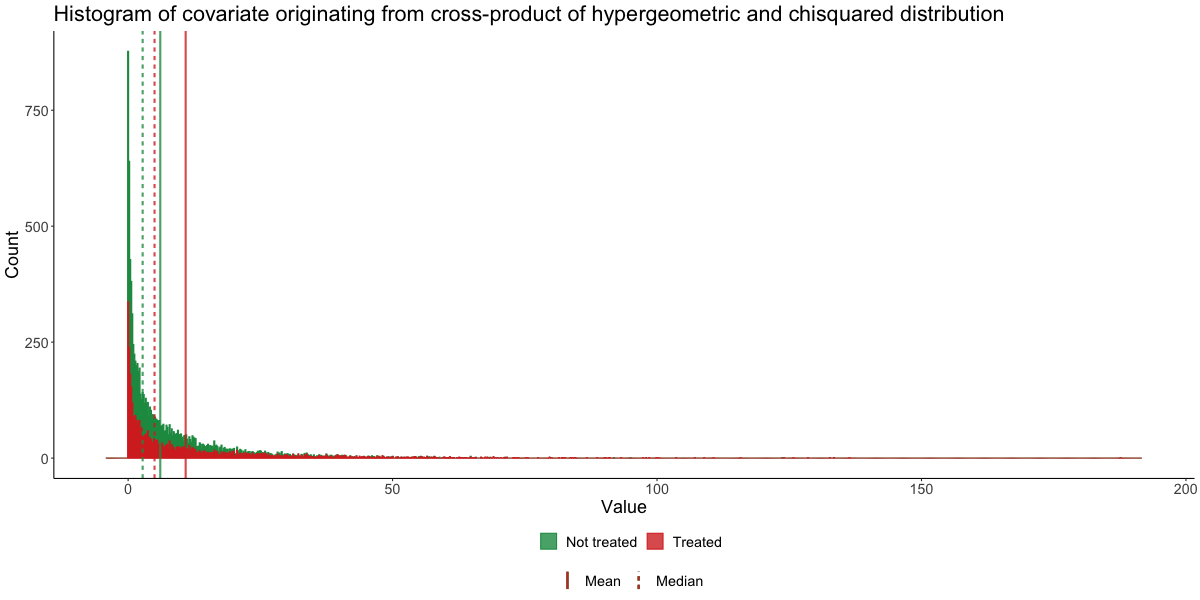 Histogram of covariate originating from cross-product of hypergeometric and chisquared distribution
Count
750
500
250
0
0 50 100 150 200
Value
Not treated Treated
Mean Median